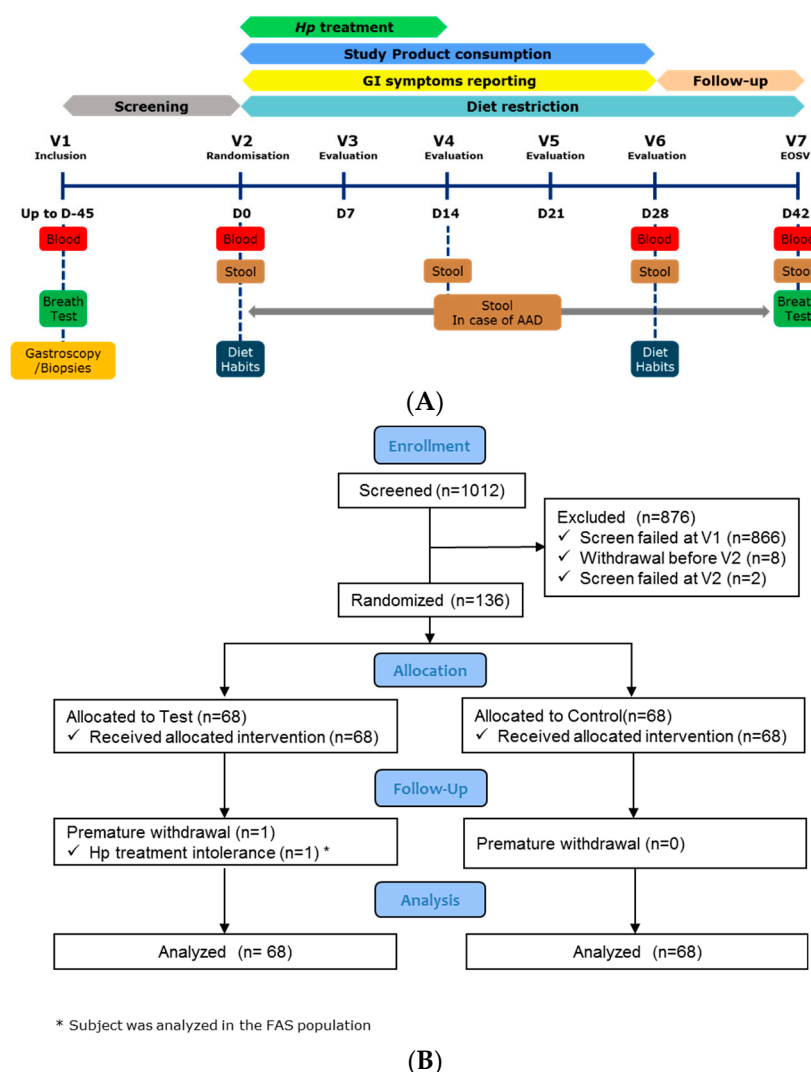 Hp treatment
Study Product consumption
GI symptoms reporting
Follow-up
Screening
Diet restriction
V1
Inclusion
V2
Randomisation
V3
Evaluation
V4
Evaluation
V5
Evaluation
V6
Evaluation
V7
EOSV
Up to D-45
D0
D7
D14
D21
D28
D42
Blood
Blood
Blood
Blood
Stool
Stool
Stool
Stool
Breath
Test
Stool
In case of AAD
Breath
Test
Gastroscopy
/Biopsies
Diet
Habits
Diet
Habits
(A)
Enrollment
Screened (n=1012)
Excluded (n=876)
✓ Screen failed at V1 (n=866)
✓ Withdrawal before V2 (n=8)
✓ Screen failed at V2 (n=2)
Randomized (n=136)
Allocation
Allocated to Test (n=68)
✓ Received allocated intervention (n=68)
Allocated to Control(n=68)
✓ Received allocated intervention (n=68)
Follow-Up
Premature withdrawal (n=1)
✓ Hp treatment intolerance (n=1) *
Premature withdrawal (n=0)
Analysis
Analyzed (n= 68)
Analyzed (n=68)
* Subject was analyzed in the FAS population
(B)